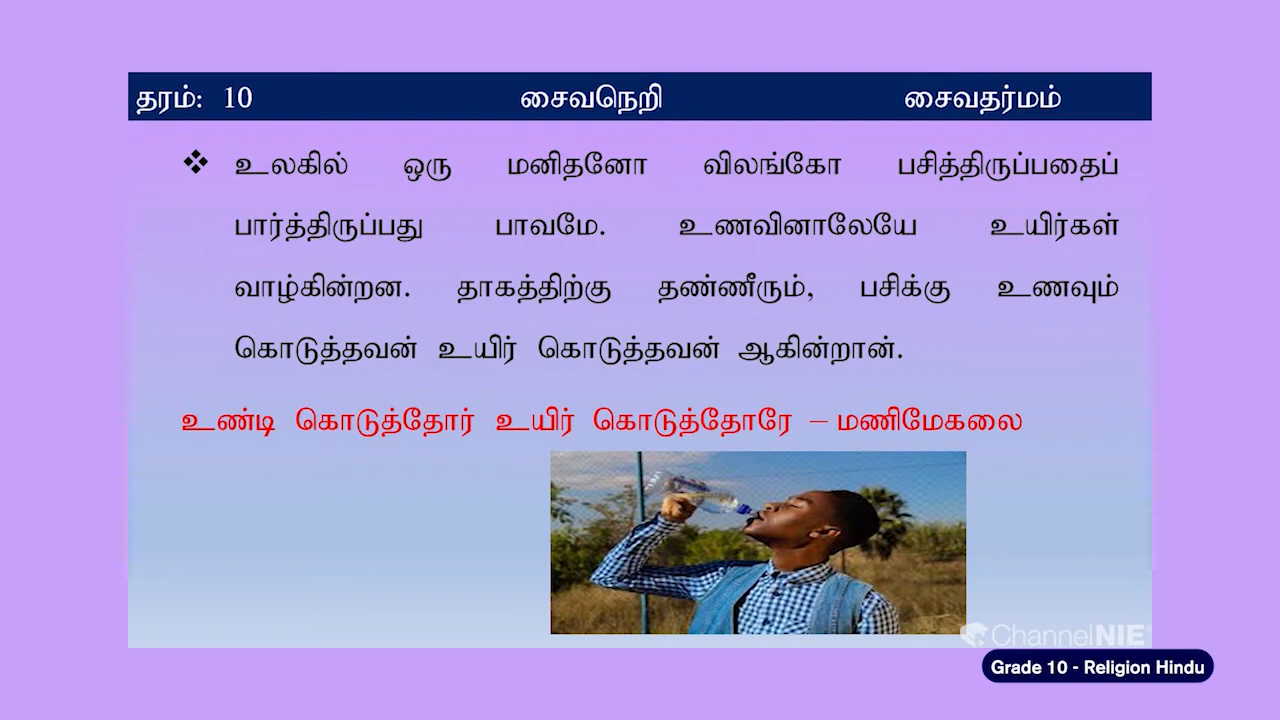 தரம்: 10 சைவநெறி சைவதர்மம்
❖ உலகில் ஒரு மனிதனோ விலங்கோ பசித்திருப்பதைப்
பார்த்திருப்பது பாவமே. உணவினாலேயே உயிர்கள்
வாழ்கின்றன. தாகத்திற்கு தண்ணீரும், பசிக்கு உணவும்
கொடுத்தவன் உயிர் கொடுத்தவன் ஆகின்றான்.
உண்டி கொடுத்தோர் உயிர் கொடுத்தோரே – மணிமேகலை
ChannelNIE
Grade 10 - Religion Hindu